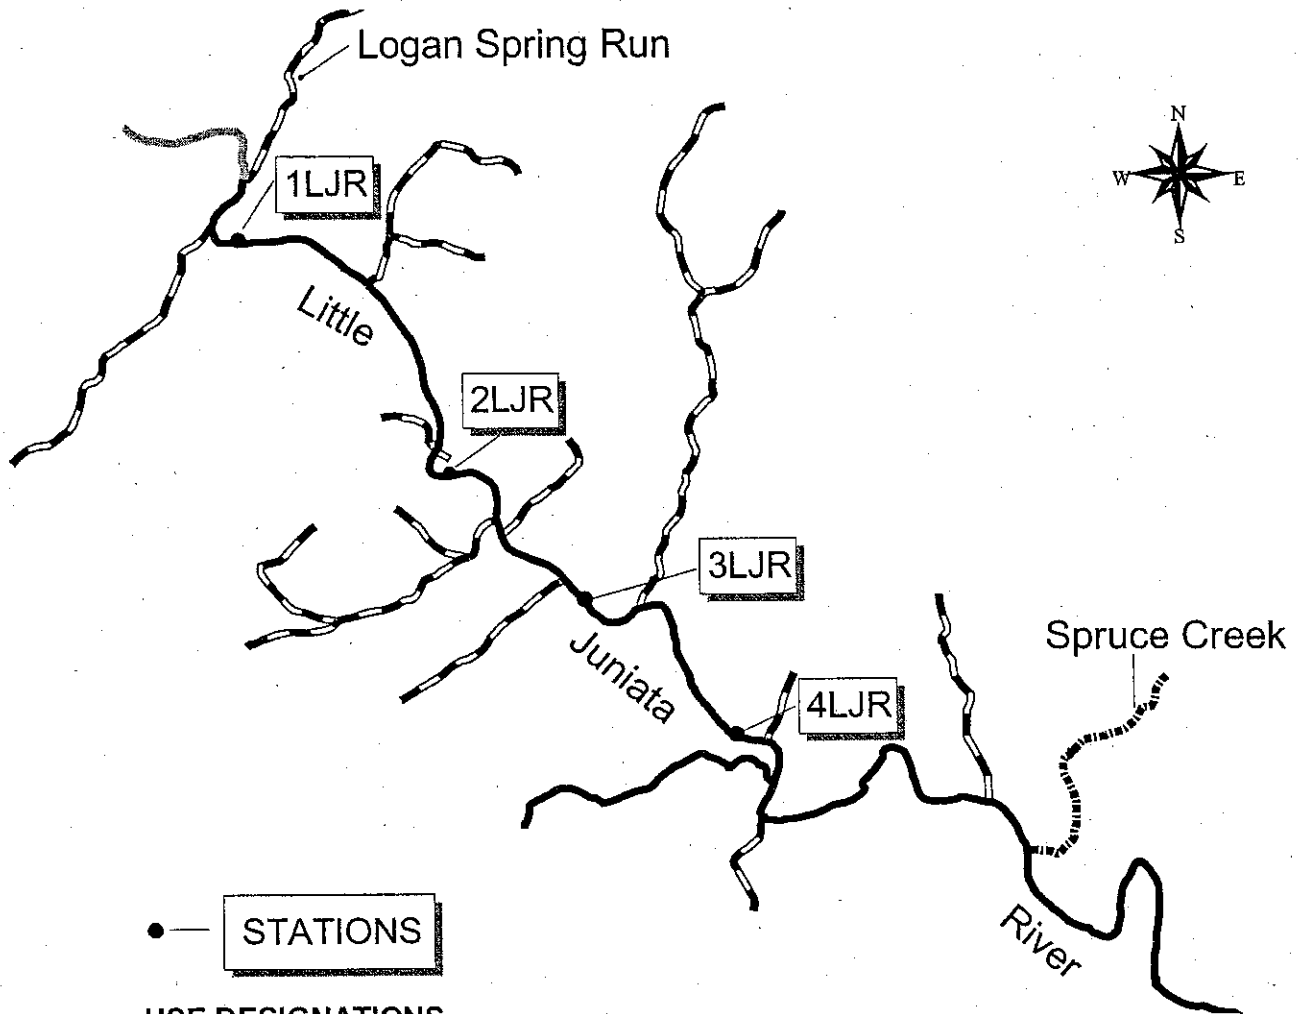 Logan Spring Run
N
W
E
S
1LJR
Little
2LJR
3LJR
Juniata
Spruce Creek
4LJR
River
STATIONS
USE DESIGNATIONS